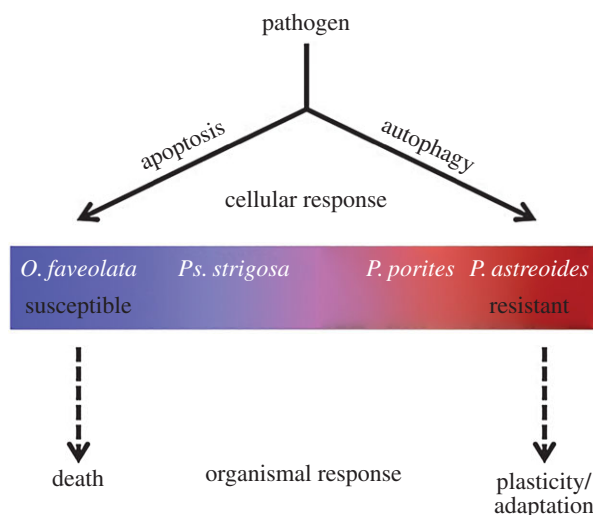 pathogen
apoptosis
autophagy
cellular response
O. faveolata Ps. strigosa P. porites P. astreoides
susceptible resistant
death organismal response plasticity/
adaptation